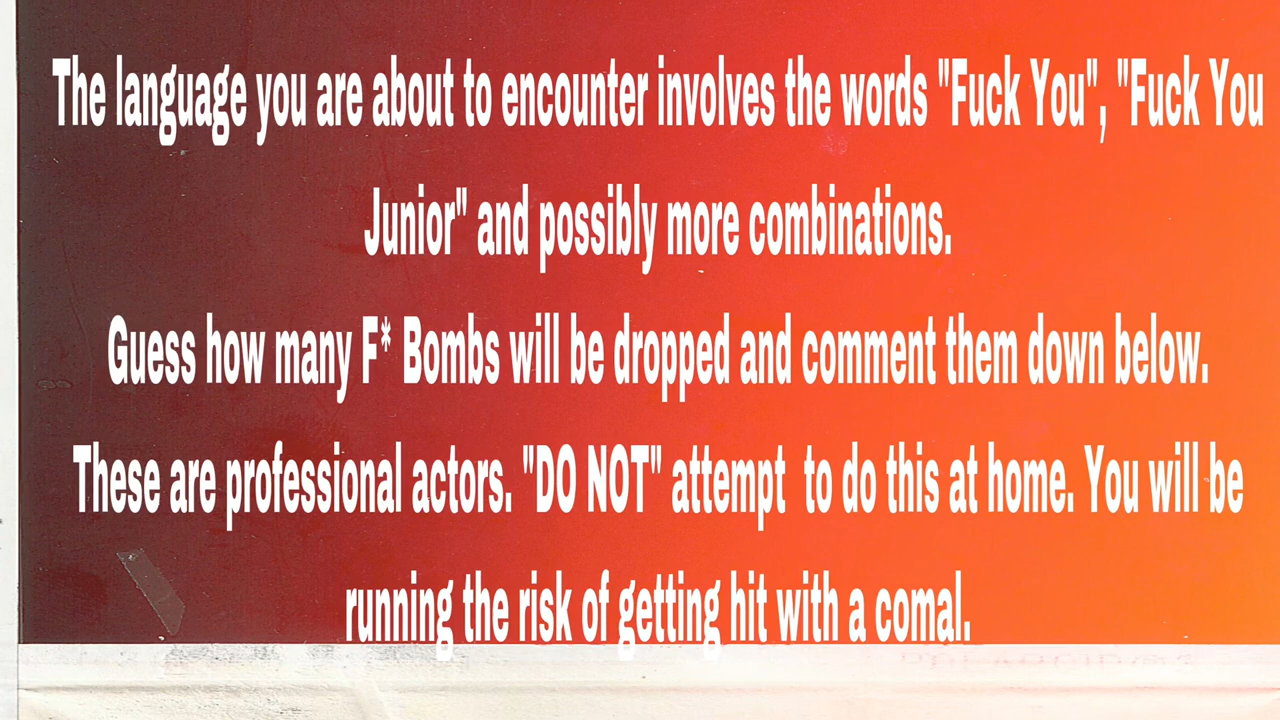 The language you are about to encounter involves the words "Fuck You", "Fuck You
Junior" and possibly more combinations.
Guess how many F* Bombs will be dropped and comment them down below.
These are professional actors. "DO NOT" attempt  to do this at home. You will be
running the risk of getting hit with a comal.